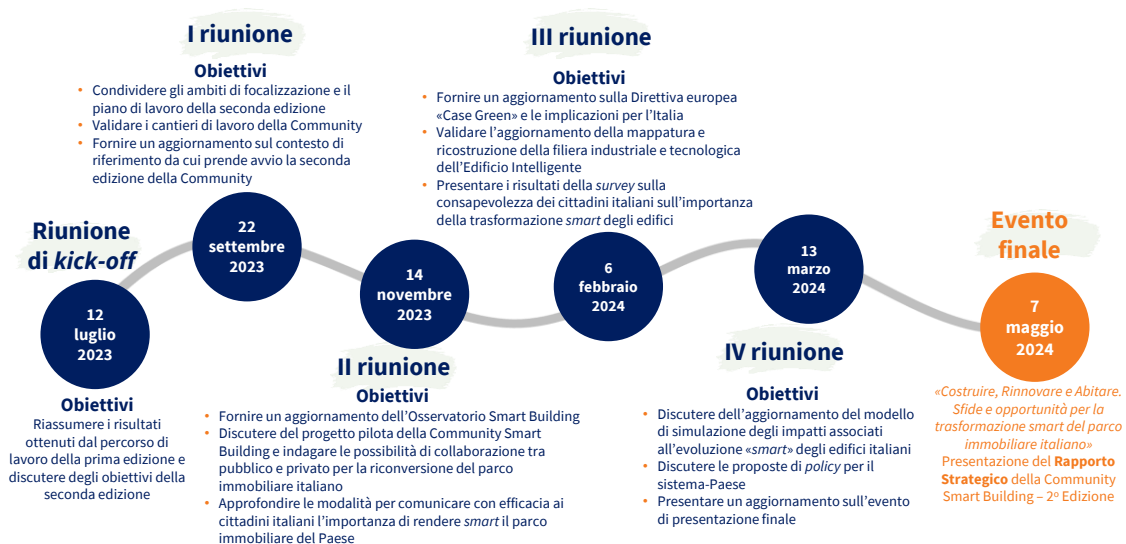 Riunione
di kick-off
12
luglio
2023
Obiettivi
Riassumere i risultati
ottenuti dal percorso di
lavoro della prima edizione e
discutere degli obiettivi della
seconda edizione
I riunione
Obiettivi
• Condividere gli ambiti di focalizzazione e il
piano di lavoro della seconda edizione
• Validare i cantieri di lavoro della Community
• Fornire un aggiornamento sul contesto di
riferimento da cui prende avvio la seconda
edizione della Community
22
settembre
2023
14
novembre
2023
II riunione
Obiettivi
• Fornire un aggiornamento dell'Osservatorio Smart Building
• Discutere del progetto pilota della Community Smart
Building e indagare le possibilità di collaborazione tra
pubblico e privato per la riconversione del parco
immobiliare italiano
• Approfondire le modalità per comunicare con efficacia ai
cittadini italiani l'importanza di rendere smart il parco
immobiliare del Paese
III riunione
Obiettivi
• Fornire un aggiornamento sulla Direttiva europea
«Case Green» e le implicazioni per l'Italia
• Validare l'aggiornamento della mappatura e
ricostruzione della filiera industriale e tecnologica
dell'Edificio Intelligente
• Presentare i risultati della survey sulla
consapevolezza dei cittadini italiani sull'importanza
della trasformazione smart degli edifici
6
febbraio
2024
13
marzo
2024
IV riunione
Obiettivi
• Discutere dell'aggiornamento del modello
di simulazione degli impatti associati
all'evoluzione «smart» degli edifici italiani
• Discutere le proposte di policy per il
sistema-Paese
• Presentare un aggiornamento sull'evento
di presentazione finale
Evento
finale
7
maggio
2024
«Costruire, Rinnovare e Abitare.
Sfide e opportunità per la
trasformazione smart del parco
immobiliare italiano»
Presentazione del Rapporto
Strategico della Community
Smart Building – 2º Edizione